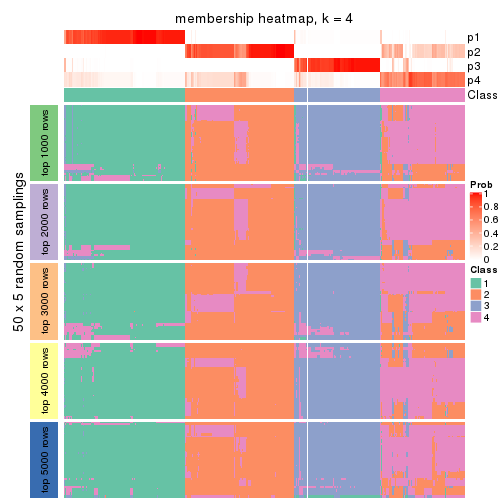 membership heatmap, k = 4
p1
p2
p3
p4
Class
50 x 5 random samplings
top 1000 rows
top 2000 rows
top 3000 rows
top 4000 rows
top 5000 rows
Prob
1
0.8
0.6
0.4
0.2
0
Class
1
2
3
4